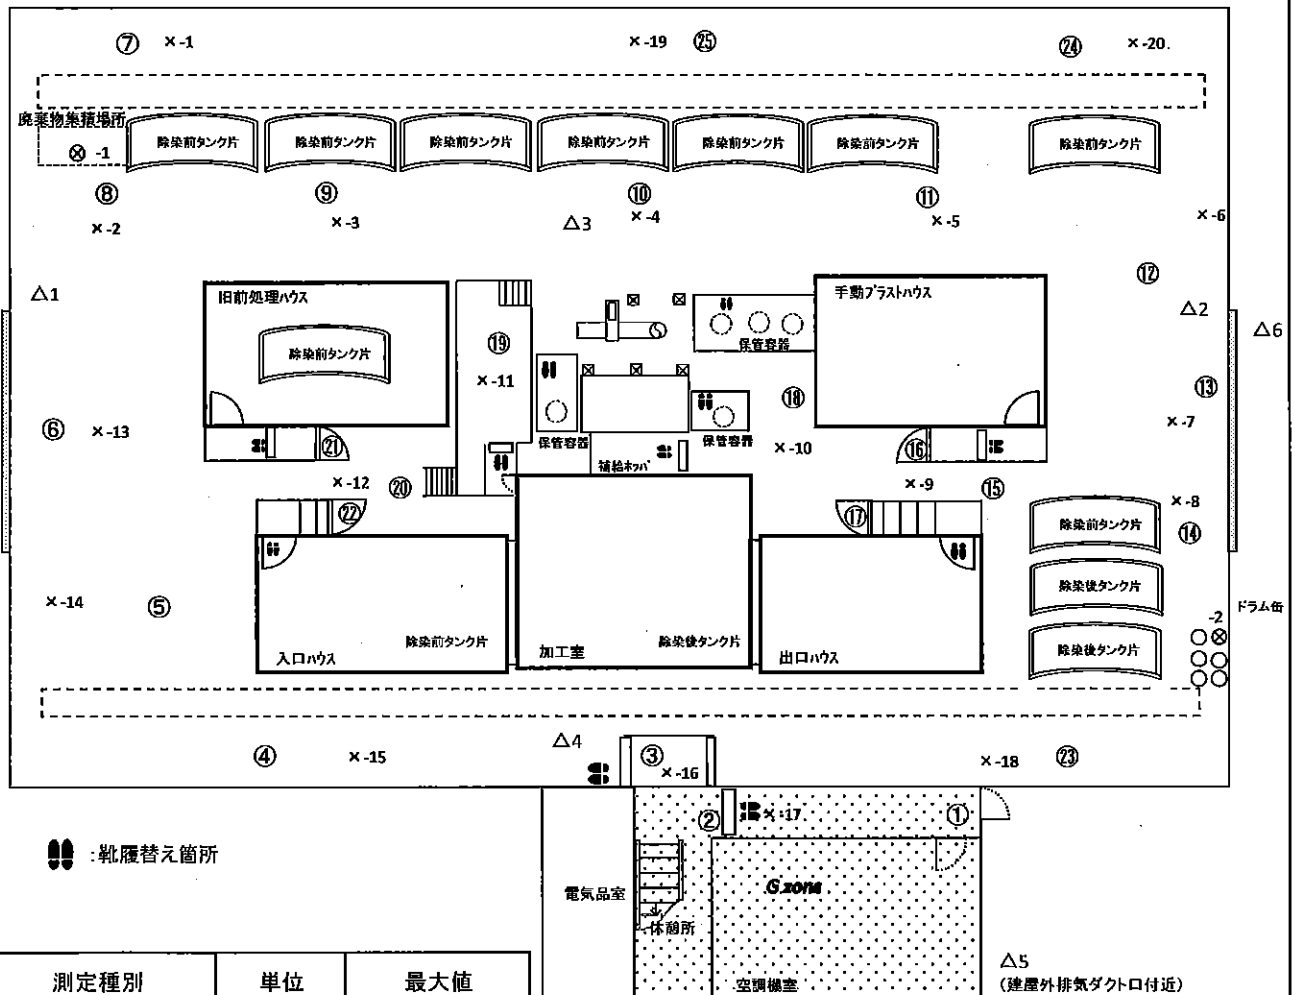 ⑦ ×-1 ×-19 ㉕ ㉔ ×-20.
廃棄物集積場所
⊗ -1
除染前タンク片 除染前タンク片 除染前タンク片 除染前タンク片 除染前タンク片 除染前タンク片 除染前タンク片
⑧ ⑨ ⑩ ⑪
×-2 ×-3 △3 ×-4 ×-5 ×-6
⑫
△1 旧前処理ハウス 手動ブラストハウス △2 △6
除染前タンク片 ⑲ 保管容器
×-11 ⑱ ⑬
⑥ ×-13 ㉑ 保管容器 保管容器 ×-10 ⑯ ×-7
補給ホッパ
×-12 ⑳ ×-9 ⑮ ×-8
㉒ ⑰ 除染前タンク片 ⑭
×-14 ⑤ 除染後タンク片 ドラム缶
-2 ⊗
除染前タンク片 除染後タンク片 除染後タンク片
入口ハウス 加工室 出口ハウス
④ ×-15 △4 ③ ×-16 ×-18 ㉓
② ×-17 ①
:靴履替え箇所
電気品室 G zone
休憩所
測定種別 単位 最大値 空調機室 △5
(建屋外排気ダクト口付近)